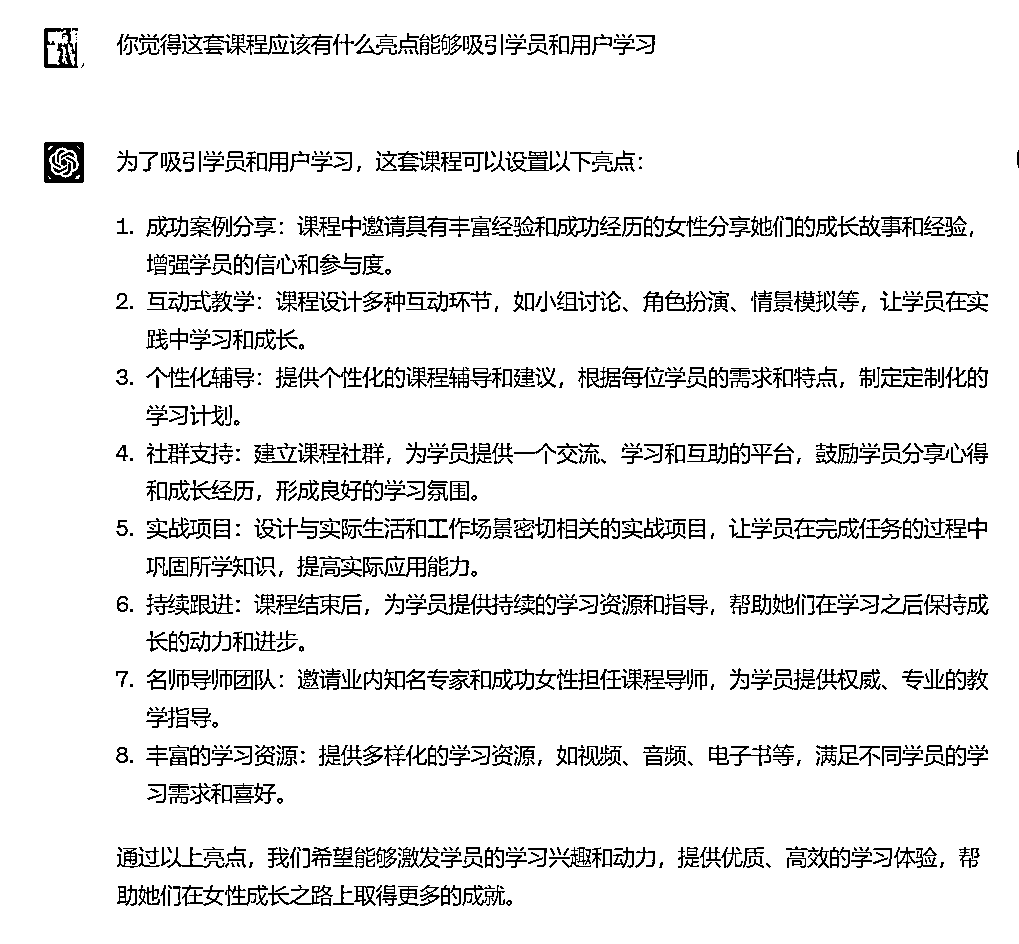 你觉得这套课程应该有什么亮点能够吸引学员和用户学习
为了吸引学员和用户学习，这套课程可以设置以下亮点：
1. 成功案例分享：课程中邀请具有丰富经验和成功经历的女性分享她们的成长故事和经验，
增强学员的信心和参与度。
2. 互动式教学：课程设计多种互动环节，如小组讨论、角色扮演、情景模拟等，让学员在实
践中学习和成长。
3. 个性化辅导：提供个性化的课程辅导和建议，根据每位学员的需求和特点，制定定制化的
学习计划。
4. 社群支持：建立课程社群，为学员提供一个交流、学习和互助的平台，鼓励学员分享心得
和成长经历，形成良好的学习氛围。
5. 实战项目：设计与实际生活和工作场景密切相关的实战项目，让学员在完成任务的过程中
巩固所学知识，提高实际应用能力。
6. 持续跟进：课程结束后，为学员提供持续的学习资源和指导，帮助她们在学习之后保持成
长的动力和进步。
7. 名师导师团队：邀请业内知名专家和成功女性担任课程导师，为学员提供权威、专业的教
学指导。
8. 丰富的学习资源：提供多样化的学习资源，如视频、音频、电子书等，满足不同学员的学
习需求和喜好。
通过以上亮点，我们希望能够激发学员的学习兴趣和动力，提供优质、高效的学习体验，帮
助她们在女性成长之路上取得更多的成就。